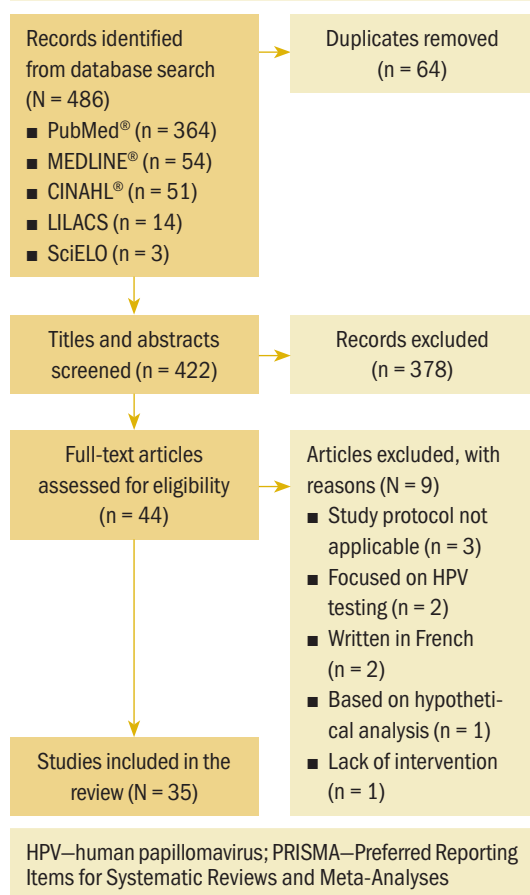 Records identified
from database search
(N = 486)
■ PubMed® (n = 364)
■ MEDLINE® (n = 54)
■ CINAHL® (n = 51)
■ LILACS (n = 14)
■ SciELO (n = 3)
Duplicates removed
(n = 64)
Titles and abstracts
screened (n = 422)
Records excluded
(n = 378)
Full-text articles
assessed for eligibility
(n = 44)
Articles excluded, with
reasons (N = 9)
■ Study protocol not
applicable (n = 3)
■ Focused on HPV
testing (n = 2)
■ Written in French
(n = 2)
■ Based on hypotheti-
cal analysis (n = 1)
■ Lack of intervention
(n = 1)
Studies included in the
review (N = 35)
HPV—human papillomavirus; PRISMA—Preferred Reporting
Items for Systematic Reviews and Meta-Analyses